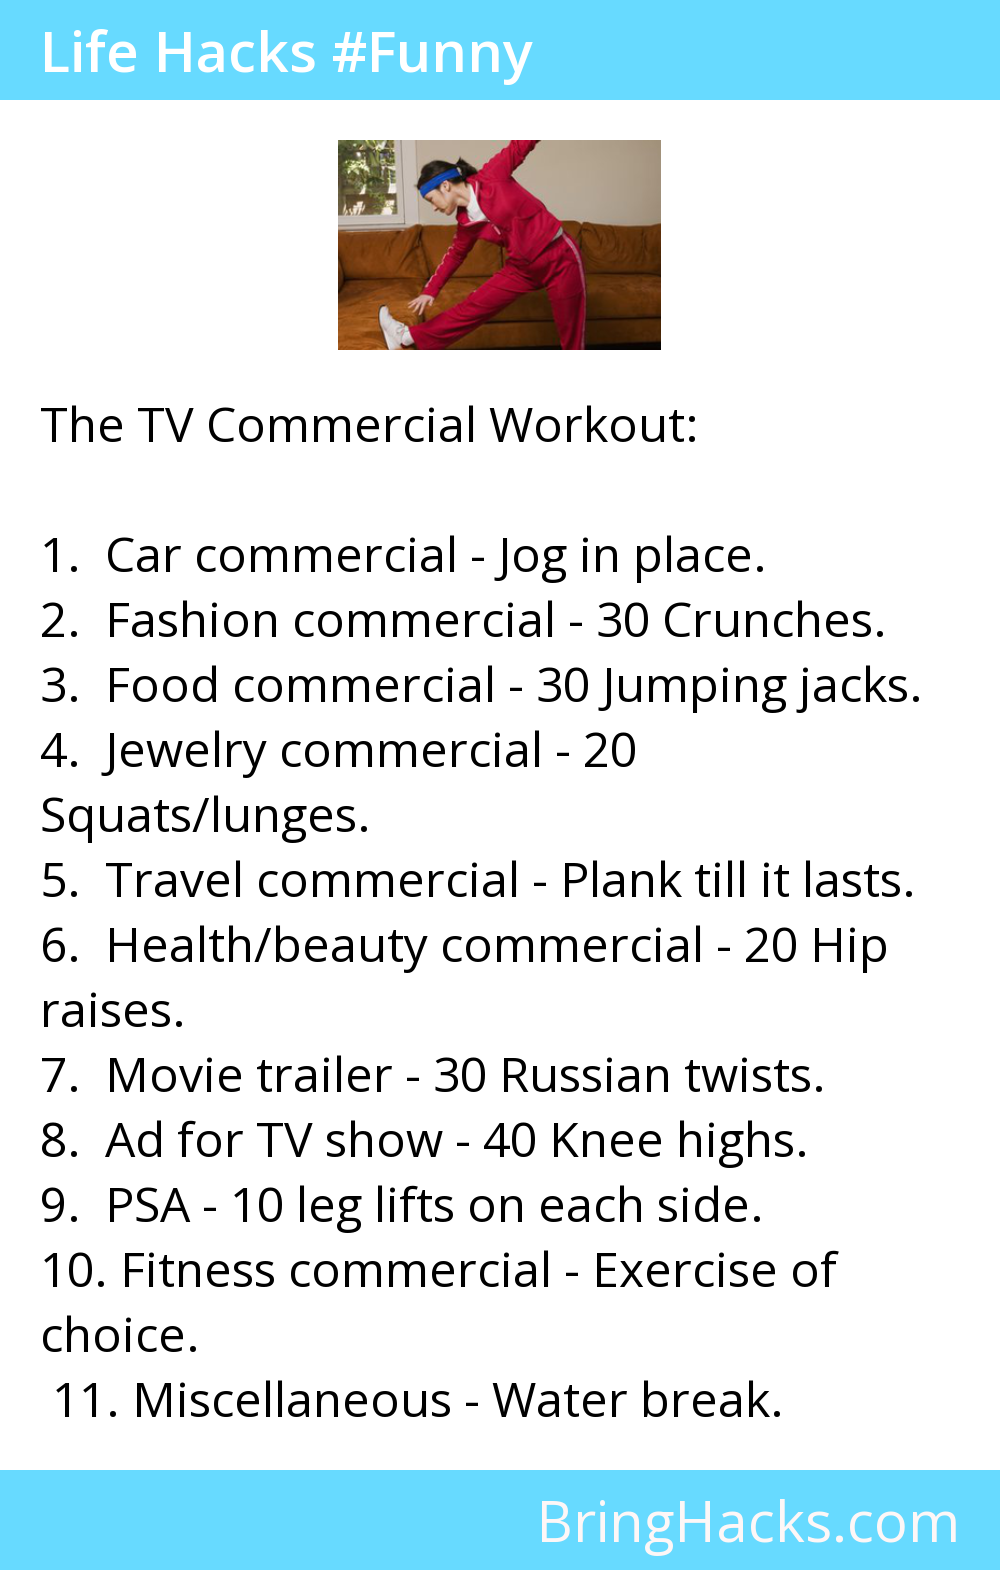 Life Hacks #Funny
The TV Commercial Workout:
1.  Car commercial - Jog in place.
2.  Fashion commercial - 30 Crunches.
3.  Food commercial - 30 Jumping jacks.
4.  Jewelry commercial - 20
Squats/lunges.
5.  Travel commercial - Plank till it lasts.
6.  Health/beauty commercial - 20 Hip
raises.
7.  Movie trailer - 30 Russian twists.
8.  Ad for TV show - 40 Knee highs.
9.  PSA - 10 leg lifts on each side.
10. Fitness commercial - Exercise of
choice.
11. Miscellaneous - Water break.
BringHacks.com